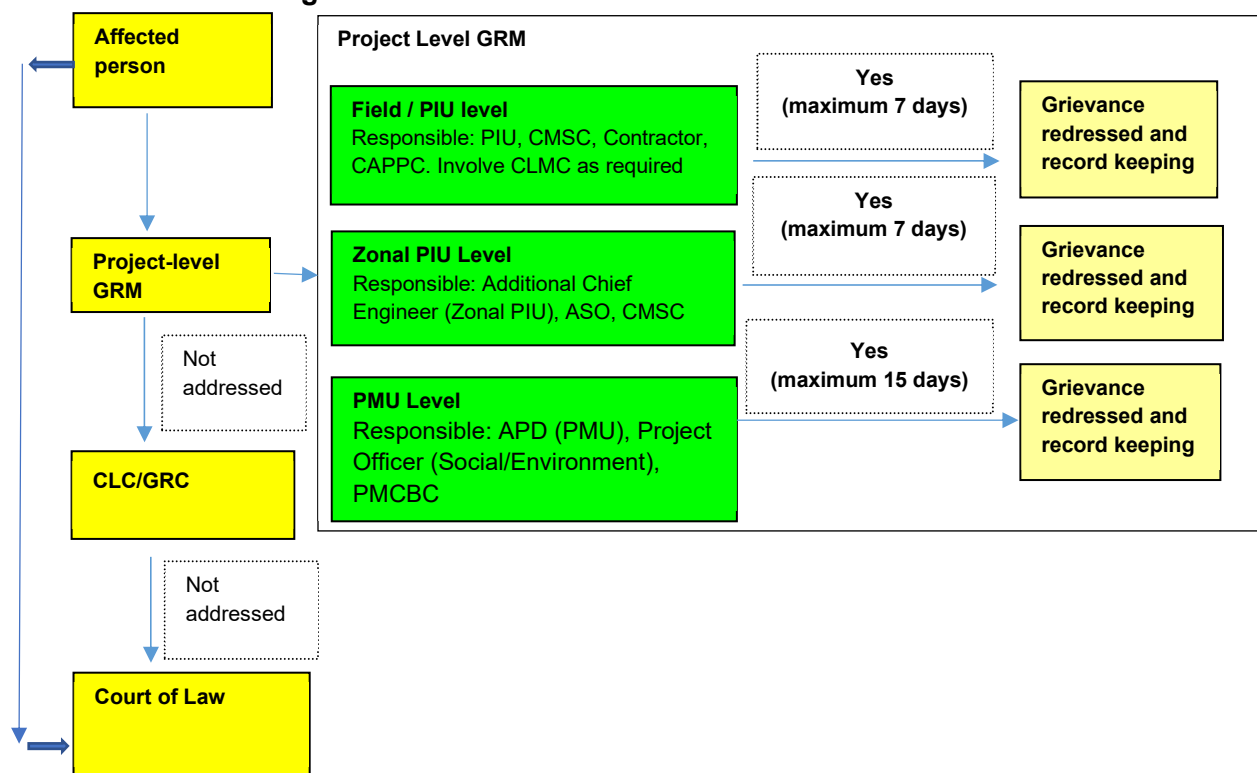 Affected
person
Project Level GRM
Field / PIU level
Responsible: PIU, CMSC, Contractor,
CAPPC. Involve CLMC as required
Yes
(maximum 7 days)
Grievance
redressed and
record keeping
Project-level
GRM
Zonal PIU Level
Responsible: Additional Chief
Engineer (Zonal PIU), ASO, CMSC
Yes
(maximum 7 days)
Grievance
redressed and
record keeping
Not
addressed
PMU Level
Responsible: APD (PMU), Project
Officer (Social/Environment),
PMCBC
Yes
(maximum 15 days)
Grievance
redressed and
record keeping
CLC/GRC
Not
addressed
Court of Law